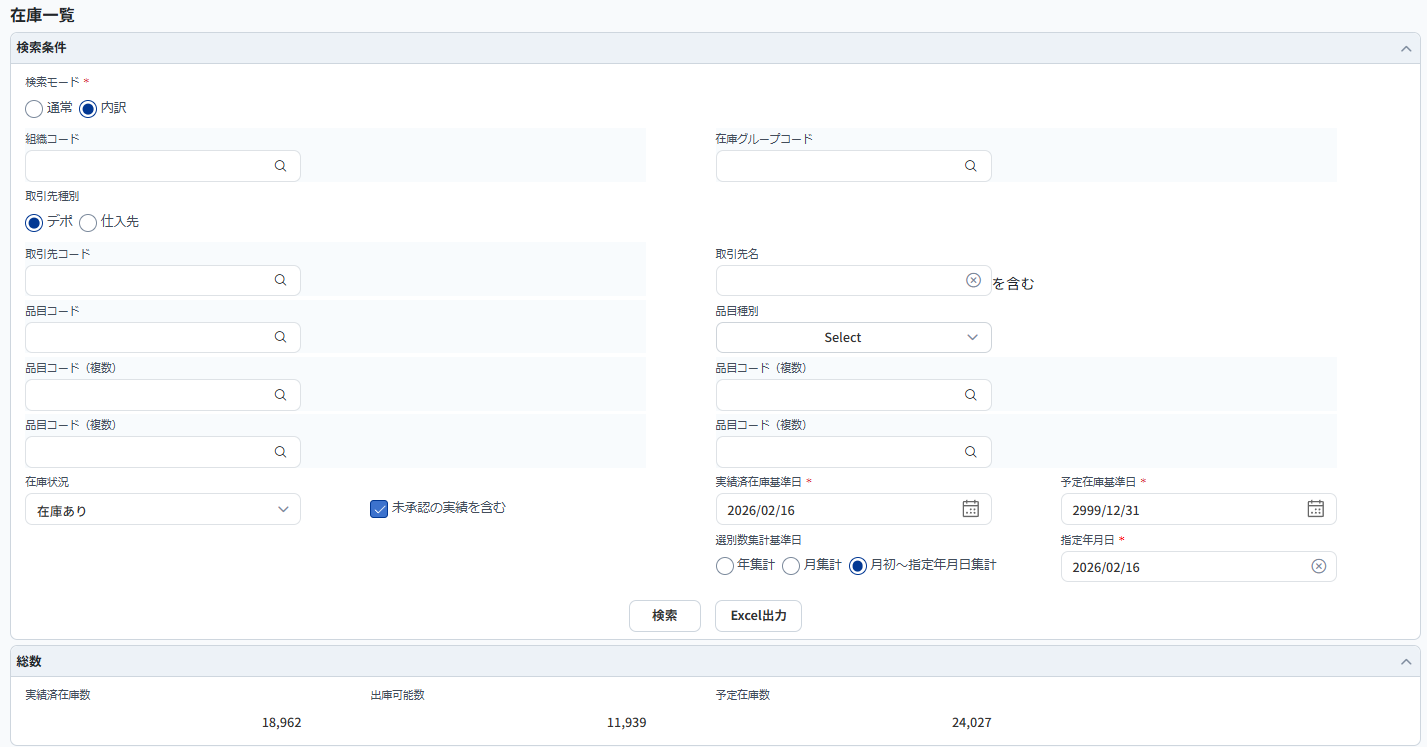 在庫一覧
検索条件
検索モード *
通常 内訳
組織コード 在庫グループコード
取引先種別
デポ 仕入先
取引先コード 取引先名
を含む
品目コード 品目種別
Select
品目コード（複数） 品目コード（複数）
品目コード（複数） 品目コード（複数）
在庫状況 実績済在庫基準日 * 予定在庫基準日 *
在庫あり 未承認の実績を含む 2026/02/16 2999/12/31
選別数集計基準日 指定年月日 *
年集計 月集計 月初～指定年月日集計 2026/02/16
検索 Excel出力
総数
実績済在庫数 出庫可能数 予定在庫数
18,962 11,939 24,027